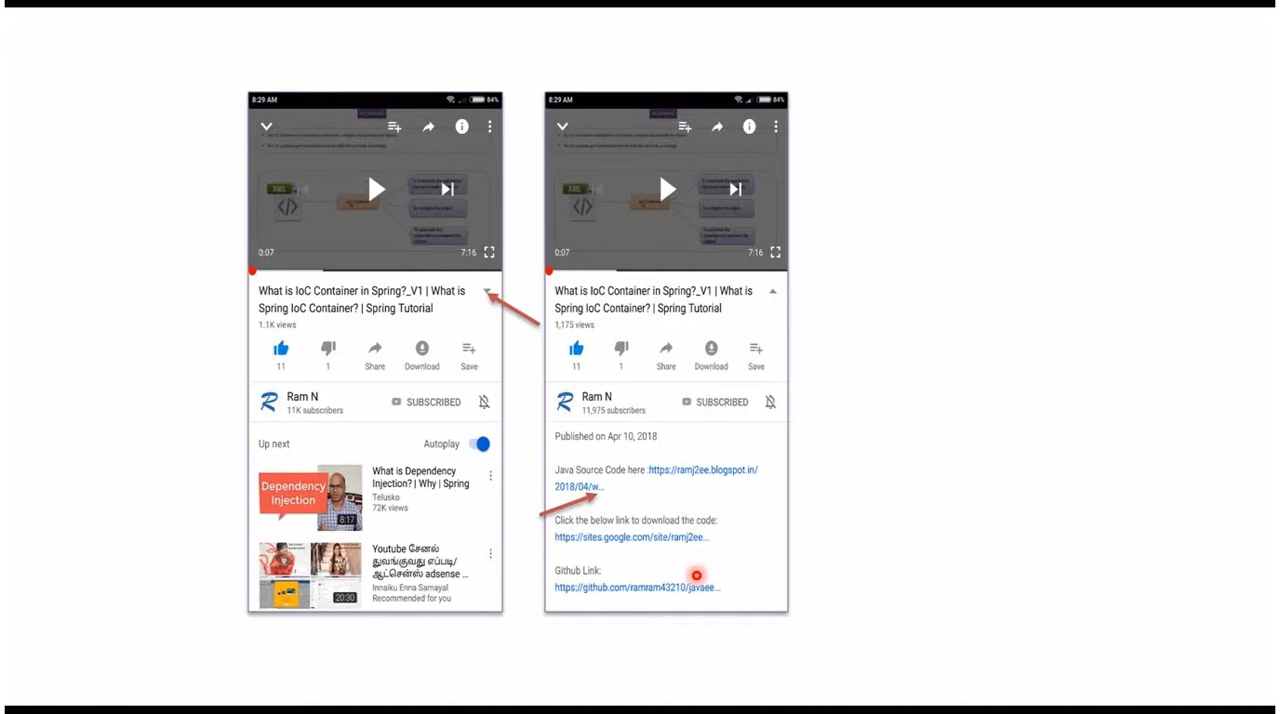 8:29 AM
84%
XML
0:07
7:16
What is IoC Container in Spring?_V1 | What is
Spring IoC Container? | Spring Tutorial
1.1K views
11
1
Share
Download
Save
Ram N
11K subscribers
SUBSCRIBED
Up next
Autoplay
Dependency
Injection
8:17
What is Dependency
Injection? | Why | Spring
Telusko
72K views
20:30
Youtube சேனல்
துவங்குவது எப்படி/
ஆட்சென்ஸ் adsense ...
Innaiku Enna Samayal
Recommended for you
8:29 AM
84%
XML
0:07
7:16
What is IoC Container in Spring?_V1 | What is
Spring IoC Container? | Spring Tutorial
1,175 views
11
1
Share
Download
Save
Ram N
11,975 subscribers
SUBSCRIBED
Published on Apr 10, 2018
Java Source Code here :https://ramj2ee.blogspot.in/
2018/04/w...
Click the below link to download the code:
https://sites.google.com/site/ramj2ee...
Github Link:
https://github.com/ramram43210/javaee...